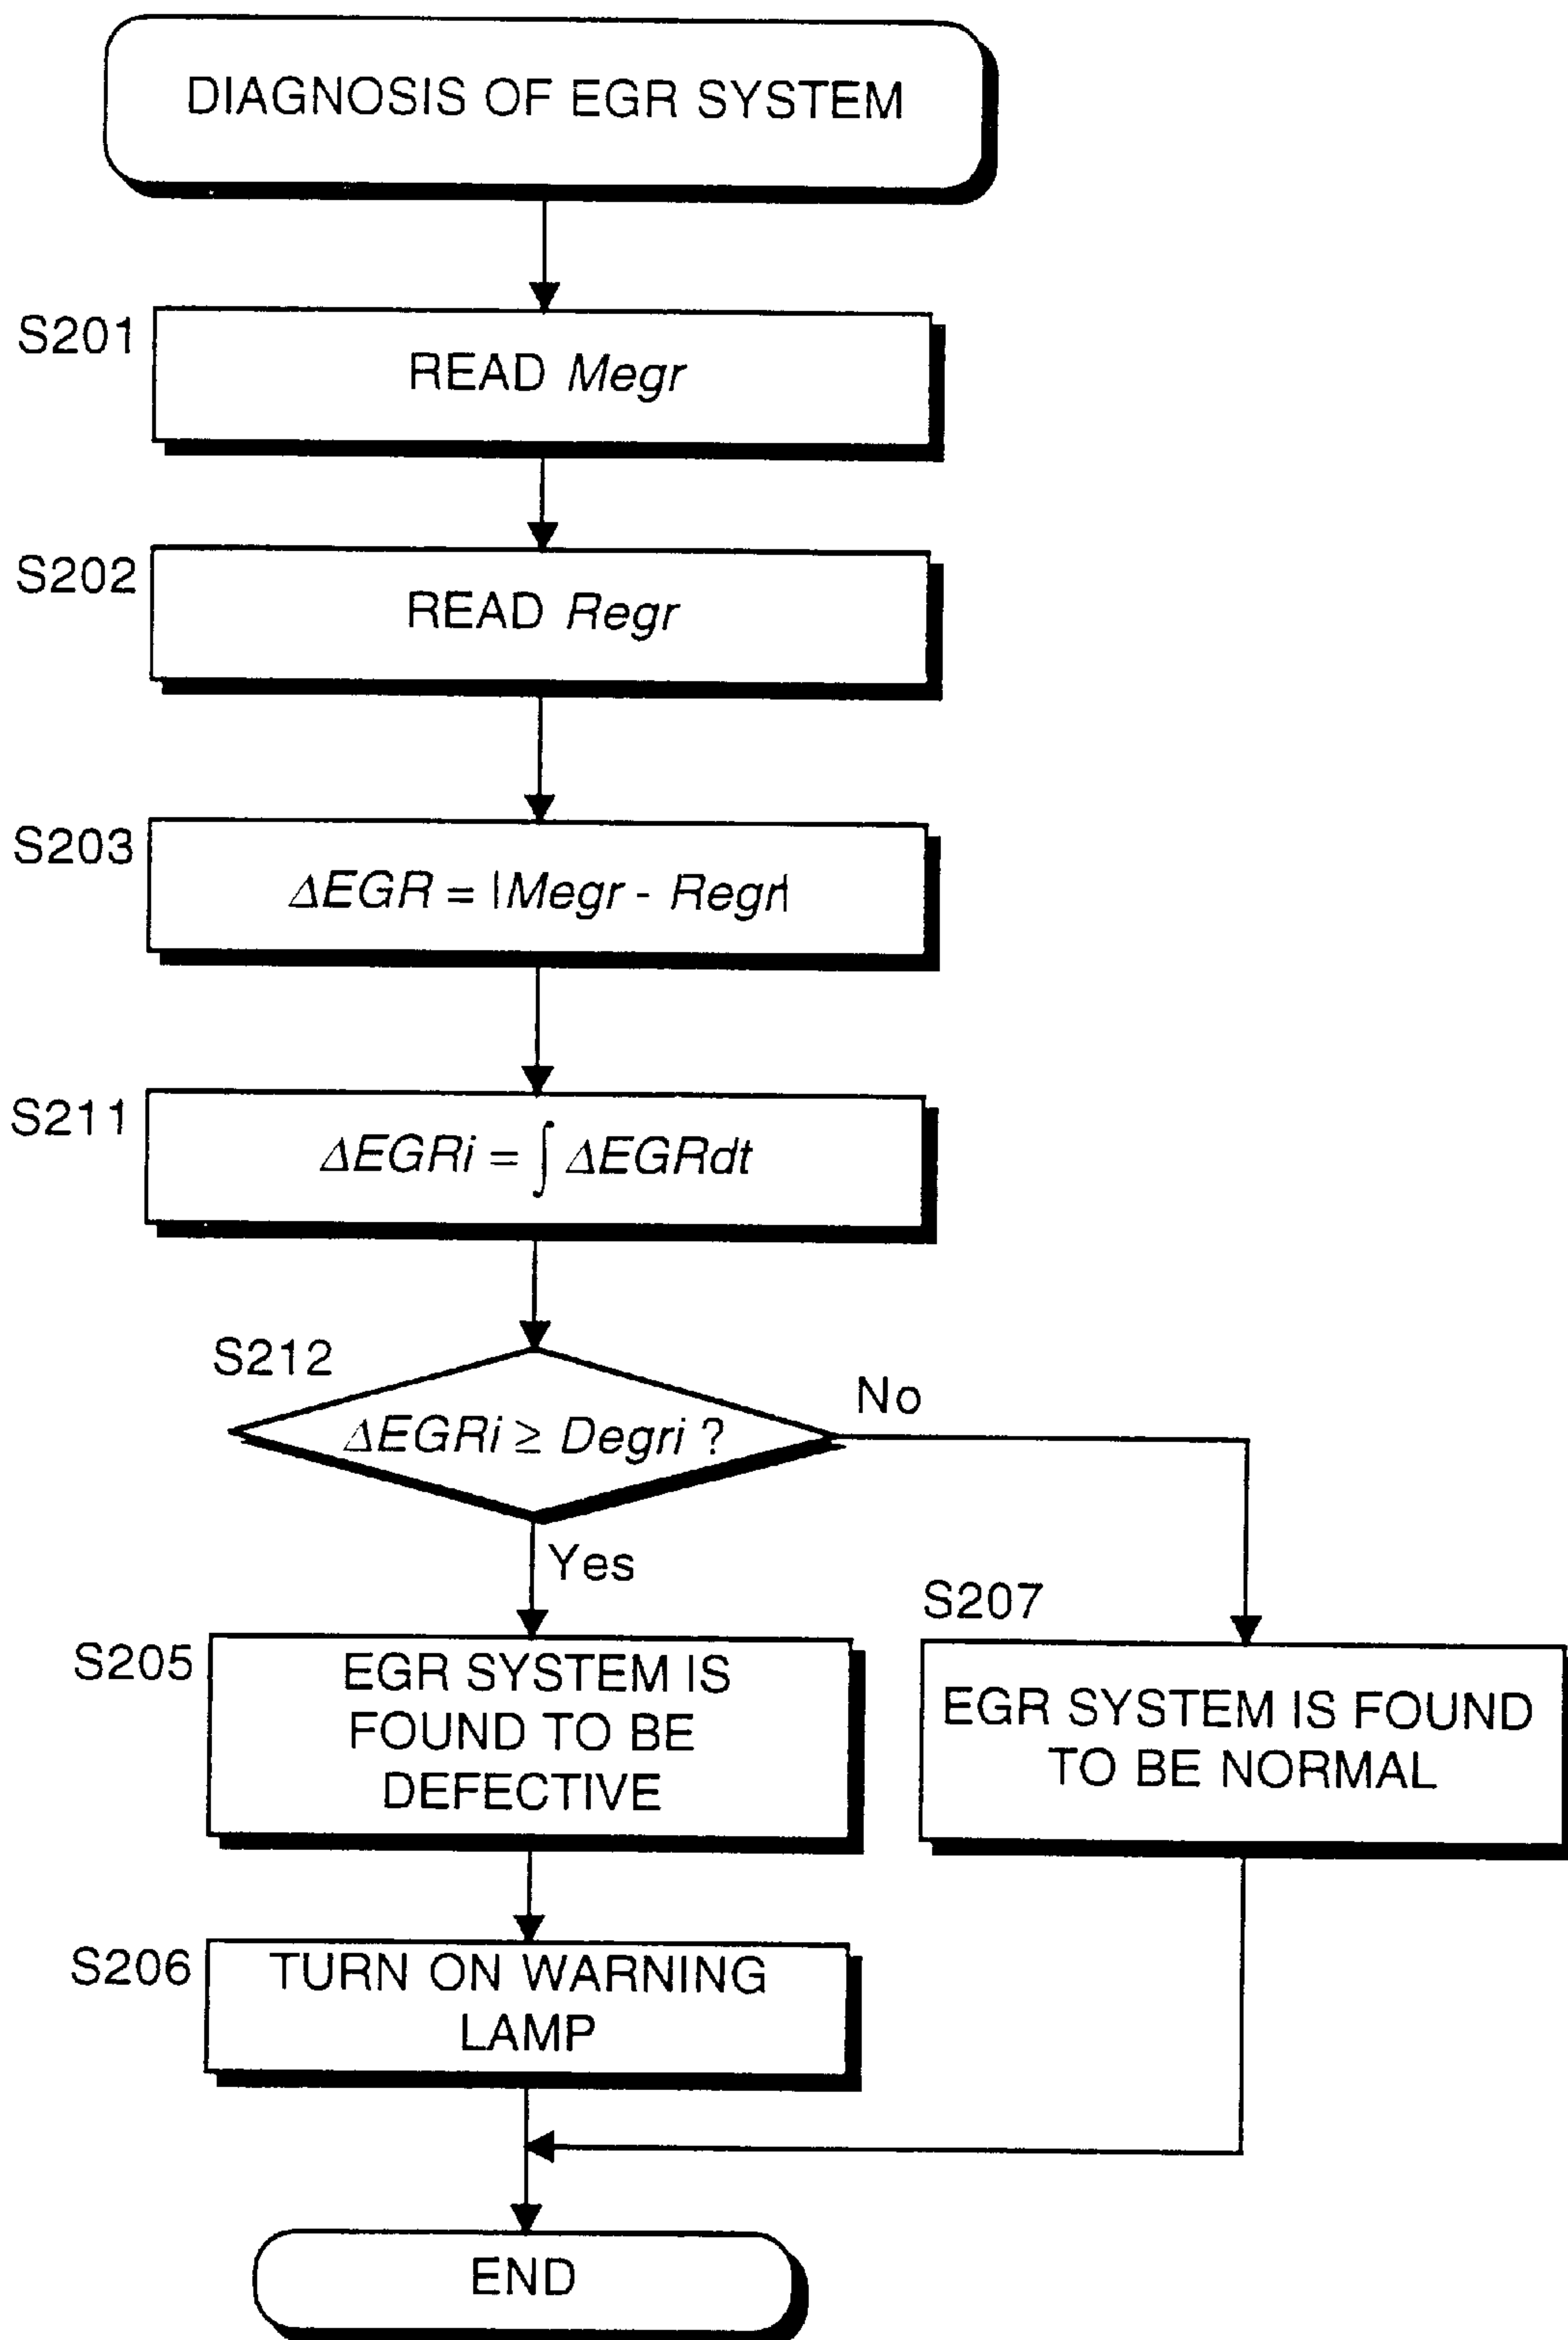 DIAGNOSIS OF EGR SYSTEM
S201
READ Megr
S202
READ Regr
S203
ΔEGR = |Megr - Regr|
S211
ΔEGRi = ∫ ΔEGRdt
S212
ΔEGRi ≥ Degri ?
No
Yes
S205
EGR SYSTEM IS
FOUND TO BE
DEFECTIVE
S207
EGR SYSTEM IS FOUND
TO BE NORMAL
S206
TURN ON WARNING
LAMP
END